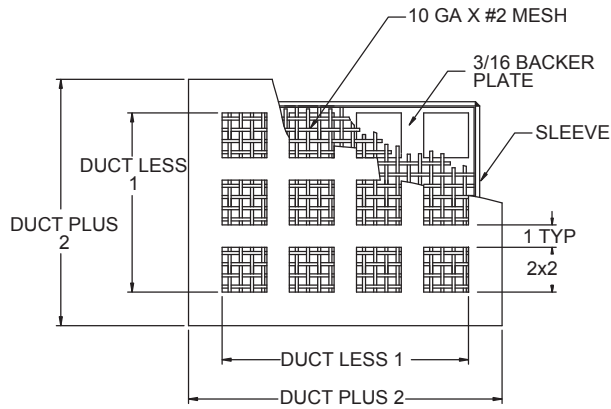 10 GA X #2 MESH
3/16 BACKER
PLATE
SLEEVE
DUCT LESS
1
DUCT PLUS
2
1 TYP
2x2
DUCT LESS 1
DUCT PLUS 2